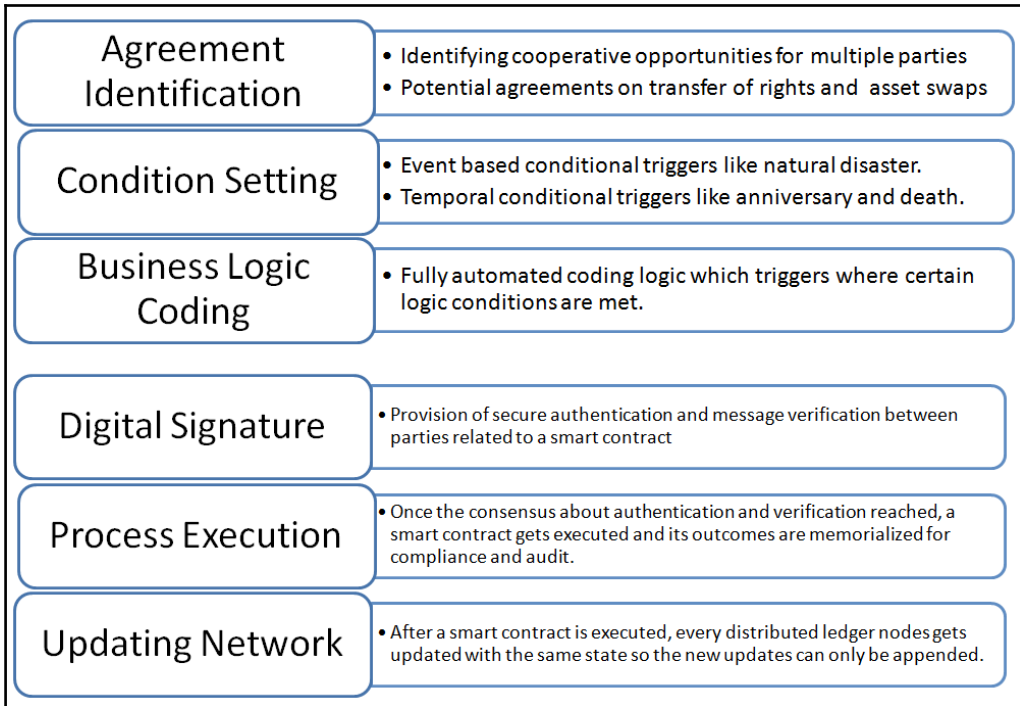 Agreement
Identification
• Identifying cooperative opportunities for multiple parties
• Potential agreements on transfer of rights and asset swaps
Condition Setting
• Event based conditional triggers like natural disaster.
• Temporal conditional triggers like anniversary and death.
Business Logic
Coding
• Fully automated coding logic which triggers where certain
logic conditions are met.
Digital Signature
• Provision of secure authentication and message verification between
parties related to a smart contract
Process Execution
• Once the consensus about authentication and verification reached, a
smart contract gets executed and its outcomes are memorialized for
compliance and audit.
Updating Network
• After a smart contract is executed, every distributed ledger nodes gets
updated with the same state so the new updates can only be appended.